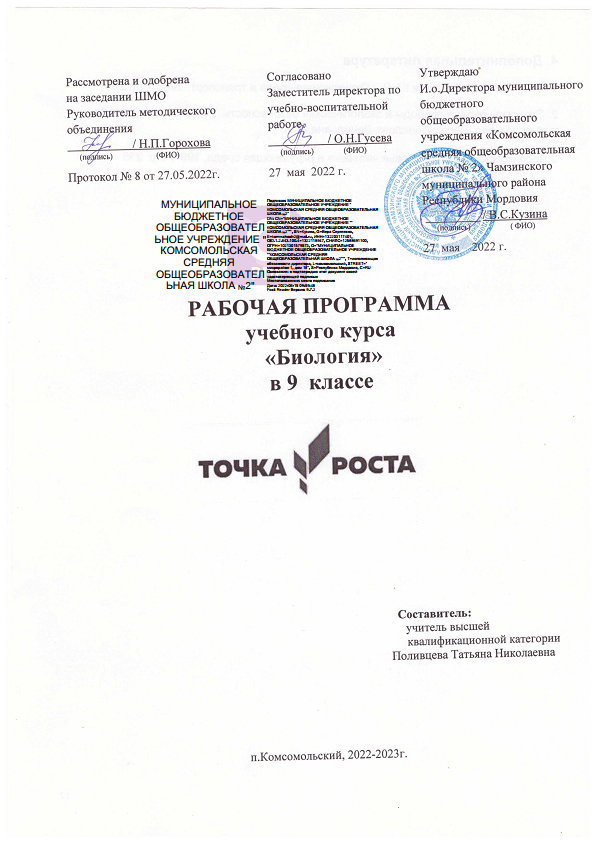 Рассмотрена и одобрена
на заседании ШМО
Руководитель методического
объединения
/ Н.П.Горохова
(подпись) (ФИО)
Протокол № 8 от 27.05.2022г.
Согласовано
Заместитель директора по
учебно-воспитательной
работе
/ О.Н.Гусева
(подпись) (ФИО)
27 мая 2022 г.
Утверждаю
И.о.Директора муниципального
бюджетного
общеобразовательного
учреждения «Комсомольская
средняя общеобразовательная
школа № 2» Чамзинского
муниципального района
Республики Мордовия
/ В.С.Кузина
(подпись) (ФИО)
27 мая 2022 г.
МУНИЦИПАЛЬНОЕ
БЮДЖЕТНОЕ
ОБЩЕОБРАЗОВАТЕЛ
ЬНОЕ УЧРЕЖДЕНИЕ "
КОМСОМОЛЬСКАЯ
СРЕДНЯЯ
ОБЩЕОБРАЗОВАТЕЛ
ЬНАЯ ШКОЛА №2"
РАБОЧАЯ ПРОГРАММА
учебного курса
«Биология»
в 9 классе
ТОЧКА РОСТА
Составитель:
учитель высшей
квалификационной категории
Поливцева Татьяна Николаевна
п.Комсомольский, 2022-2023г.